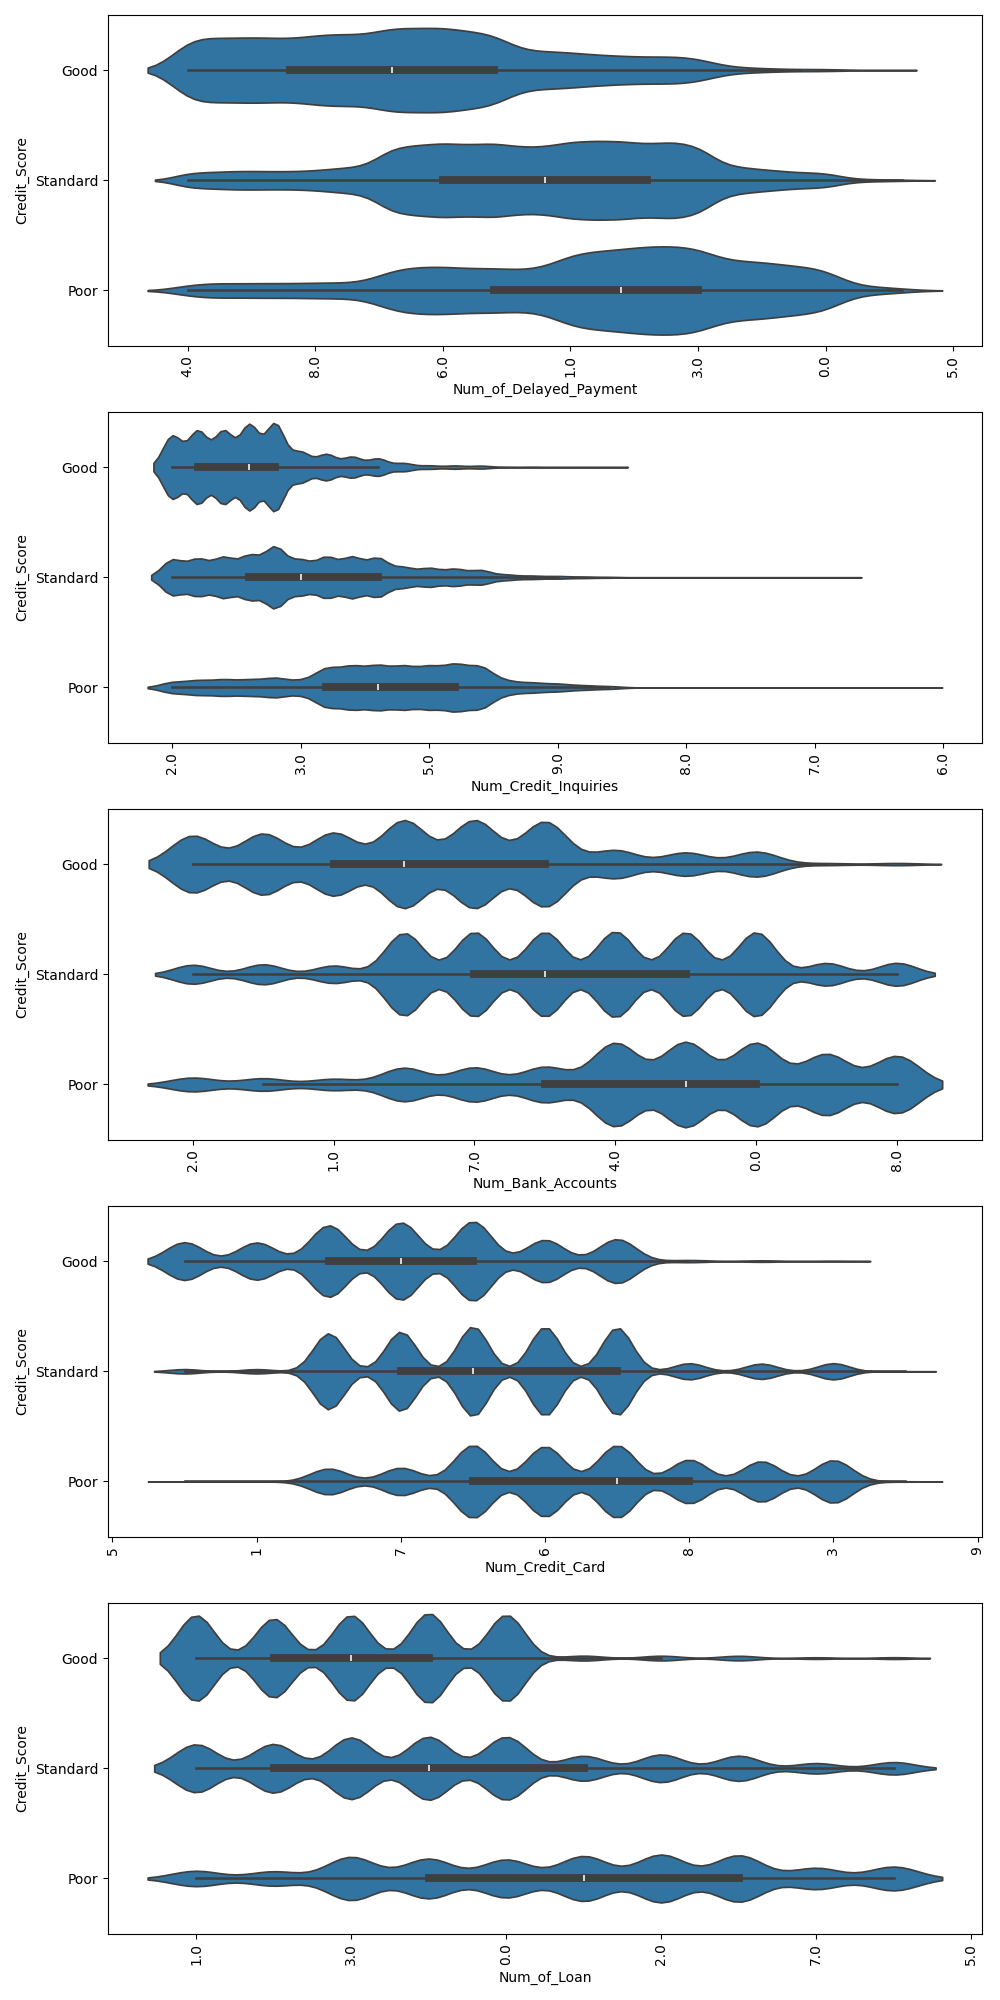 Credit_Score
Good
Standard
Poor
4.0 8.0 6.0 1.0 3.0 0.0 5.0
Num_of_Delayed_Payment
Credit_Score
Good
Standard
Poor
2.0 3.0 5.0 9.0 8.0 7.0 6.0
Num_Credit_Inquiries
Credit_Score
Good
Standard
Poor
2.0 1.0 7.0 4.0 0.0 8.0
Num_Bank_Accounts
Credit_Score
Good
Standard
Poor
5 1 7 6 8 3 9
Num_Credit_Card
Credit_Score
Good
Standard
Poor
1.0 3.0 0.0 2.0 7.0 5.0
Num_of_Loan